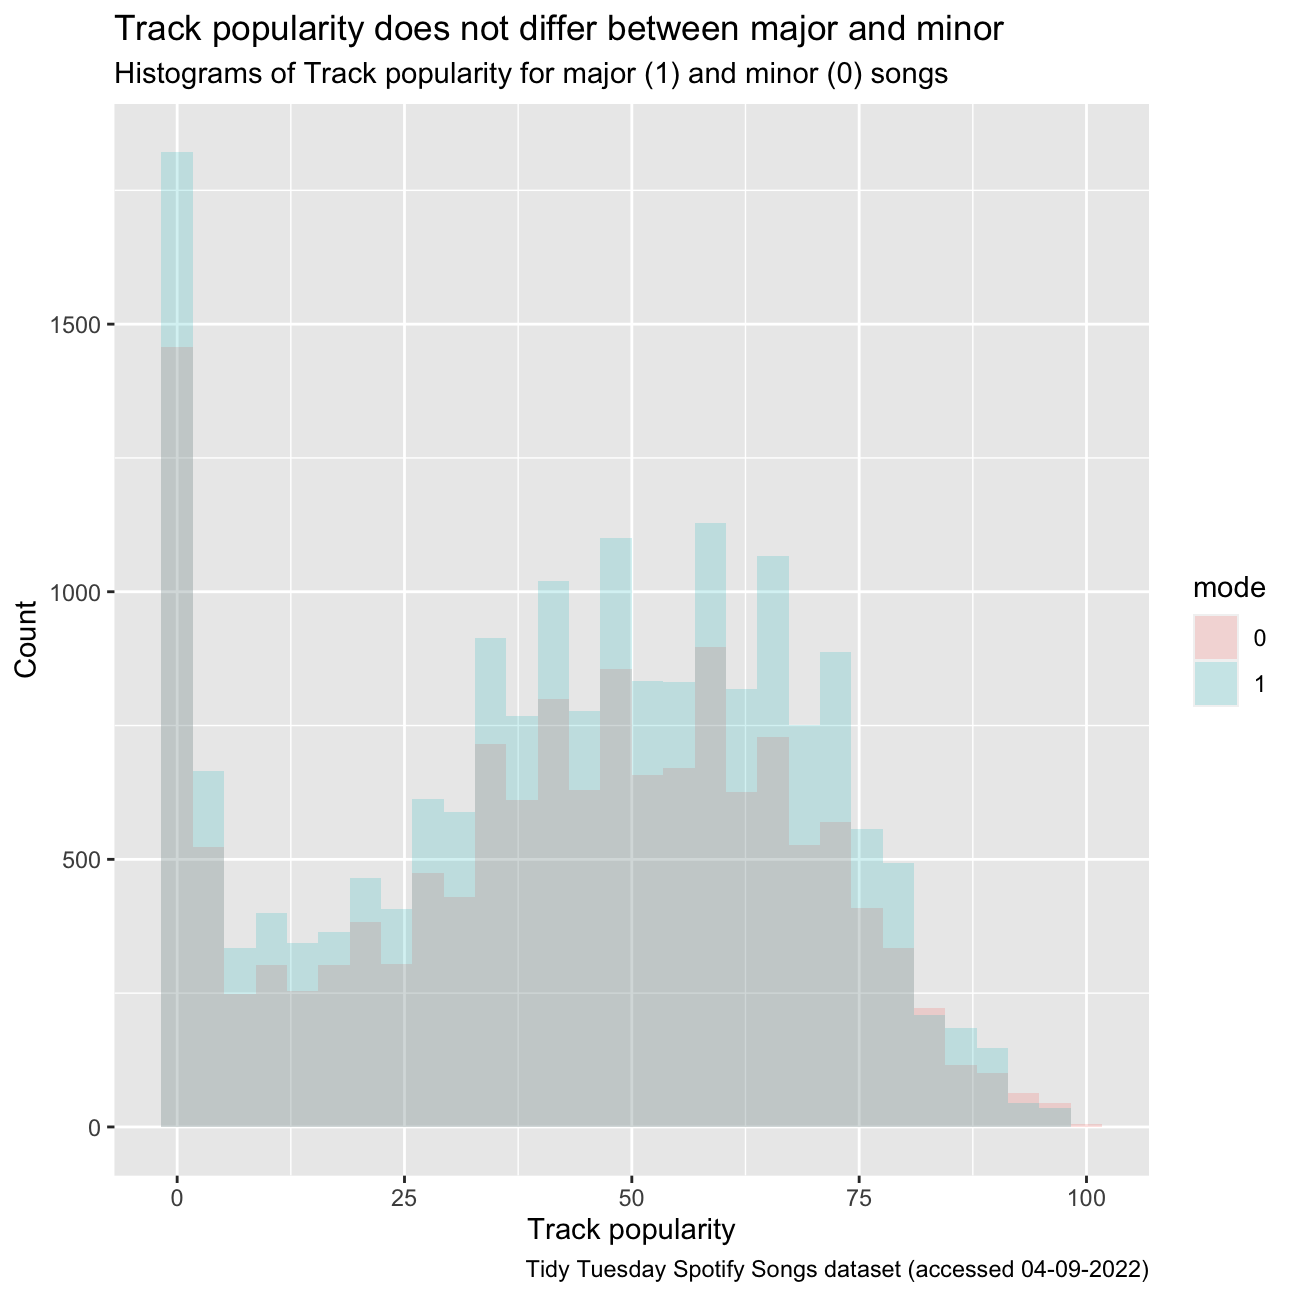 Track popularity does not differ between major and minor
Histograms of Track popularity for major (1) and minor (0) songs
1500
1000
500
0
Count
0 25 50 75 100
Track popularity
mode
0
1
Tidy Tuesday Spotify Songs dataset (accessed 04-09-2022)